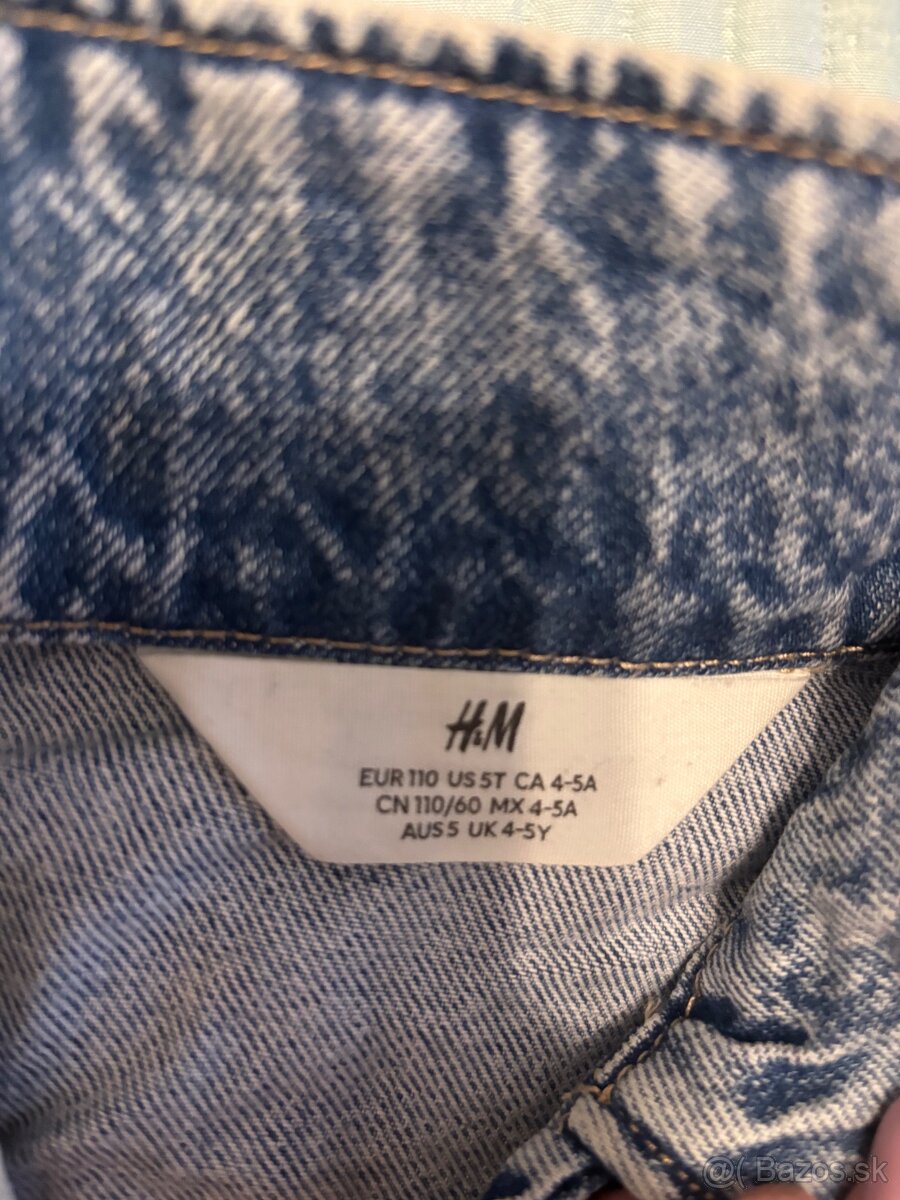 H&M
EUR 110 US 5T CA 4-5A
CN 110/60 MX 4-5A
AUS 5 UK 4-5Y
@( Bazos.sk